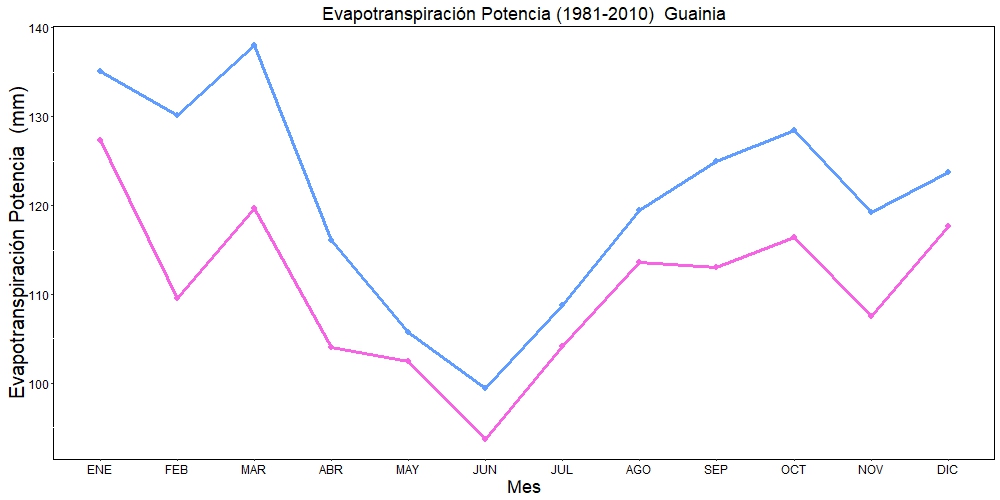 Evapotranspiración Potencia (1981-2010)  Guainia
Evapotranspiración Potencia  (mm)
140
130
120
110
100
ENE FEB MAR ABR MAY JUN JUL AGO SEP OCT NOV DIC
Mes